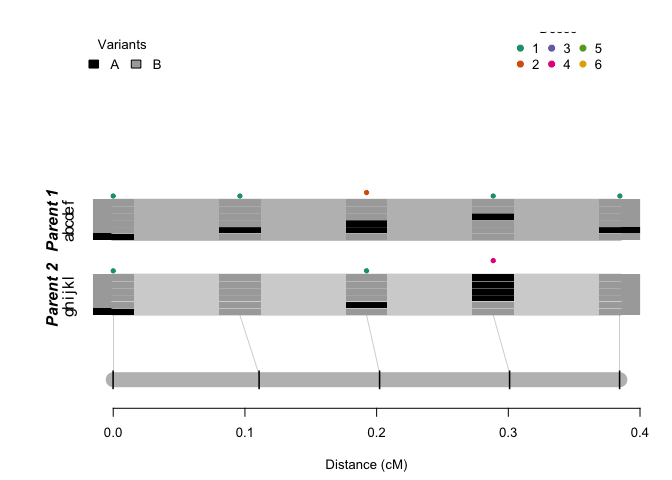 Variants
A B
1 3 5
2 4 6
Parent 1
abcdef
Parent 2
ghijkl
0.0 0.1 0.2 0.3 0.4
Distance (cM)